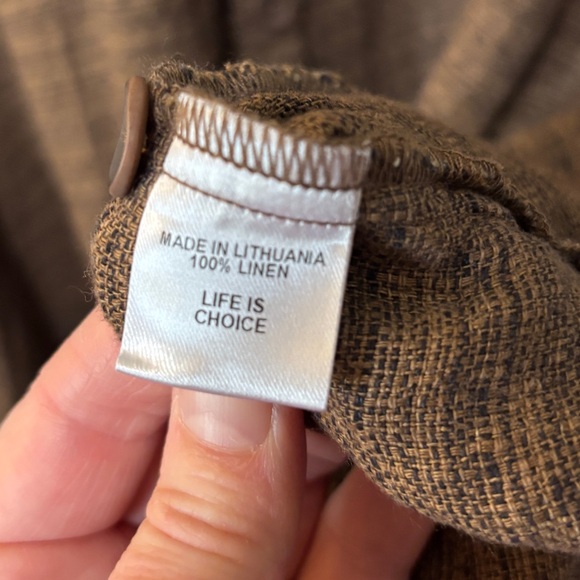 MADE IN LITHUANIA
100% LINEN
LIFE IS
CHOICE